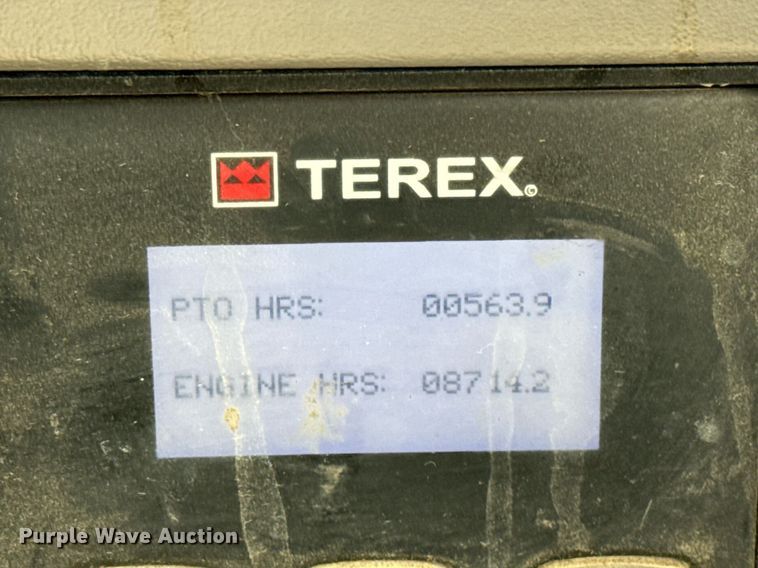 TEREX
PTO HRS: 00563.9
ENGINE HRS: 08714.2
Purple Wave Auction®